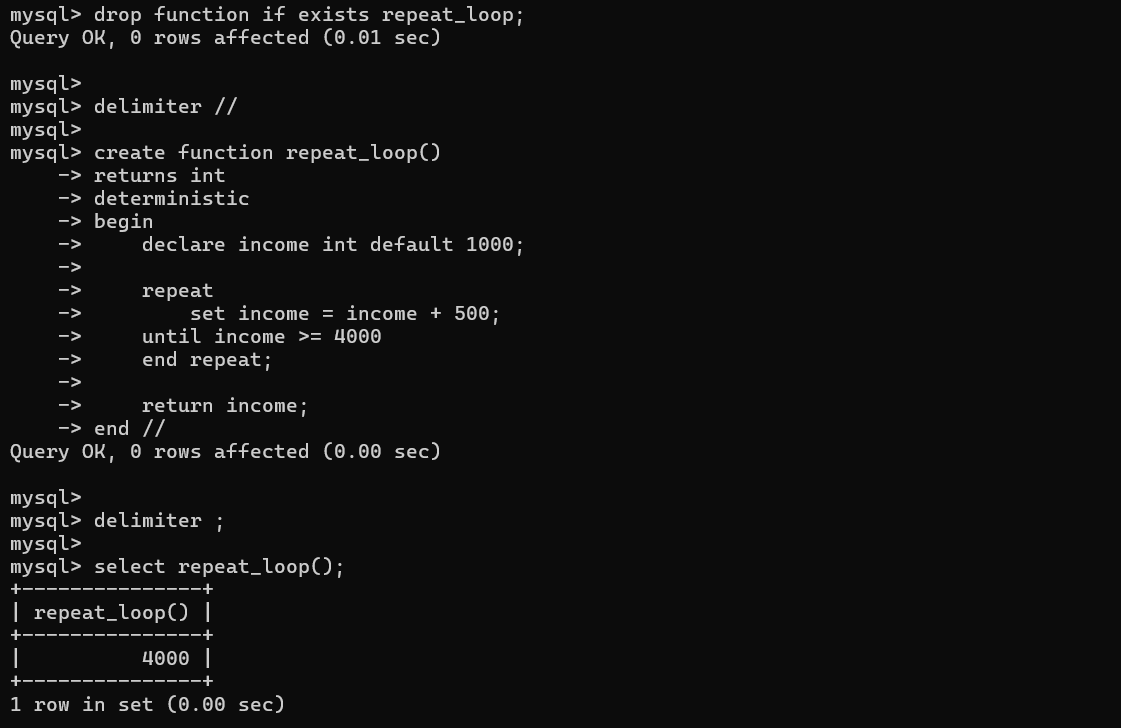 mysql> drop function if exists repeat_loop;
Query OK, 0 rows affected (0.01 sec)

mysql>
mysql> delimiter //
mysql>
mysql> create function repeat_loop()
    -> returns int
    -> deterministic
    -> begin
    ->     declare income int default 1000;
    ->
    ->     repeat
    ->         set income = income + 500;
    ->     until income >= 4000
    ->     end repeat;
    ->
    ->     return income;
    -> end //
Query OK, 0 rows affected (0.00 sec)

mysql>
mysql> delimiter ;
mysql>
mysql> select repeat_loop();
+---------------+
| repeat_loop() |
+---------------+
|          4000 |
+---------------+
1 row in set (0.00 sec)